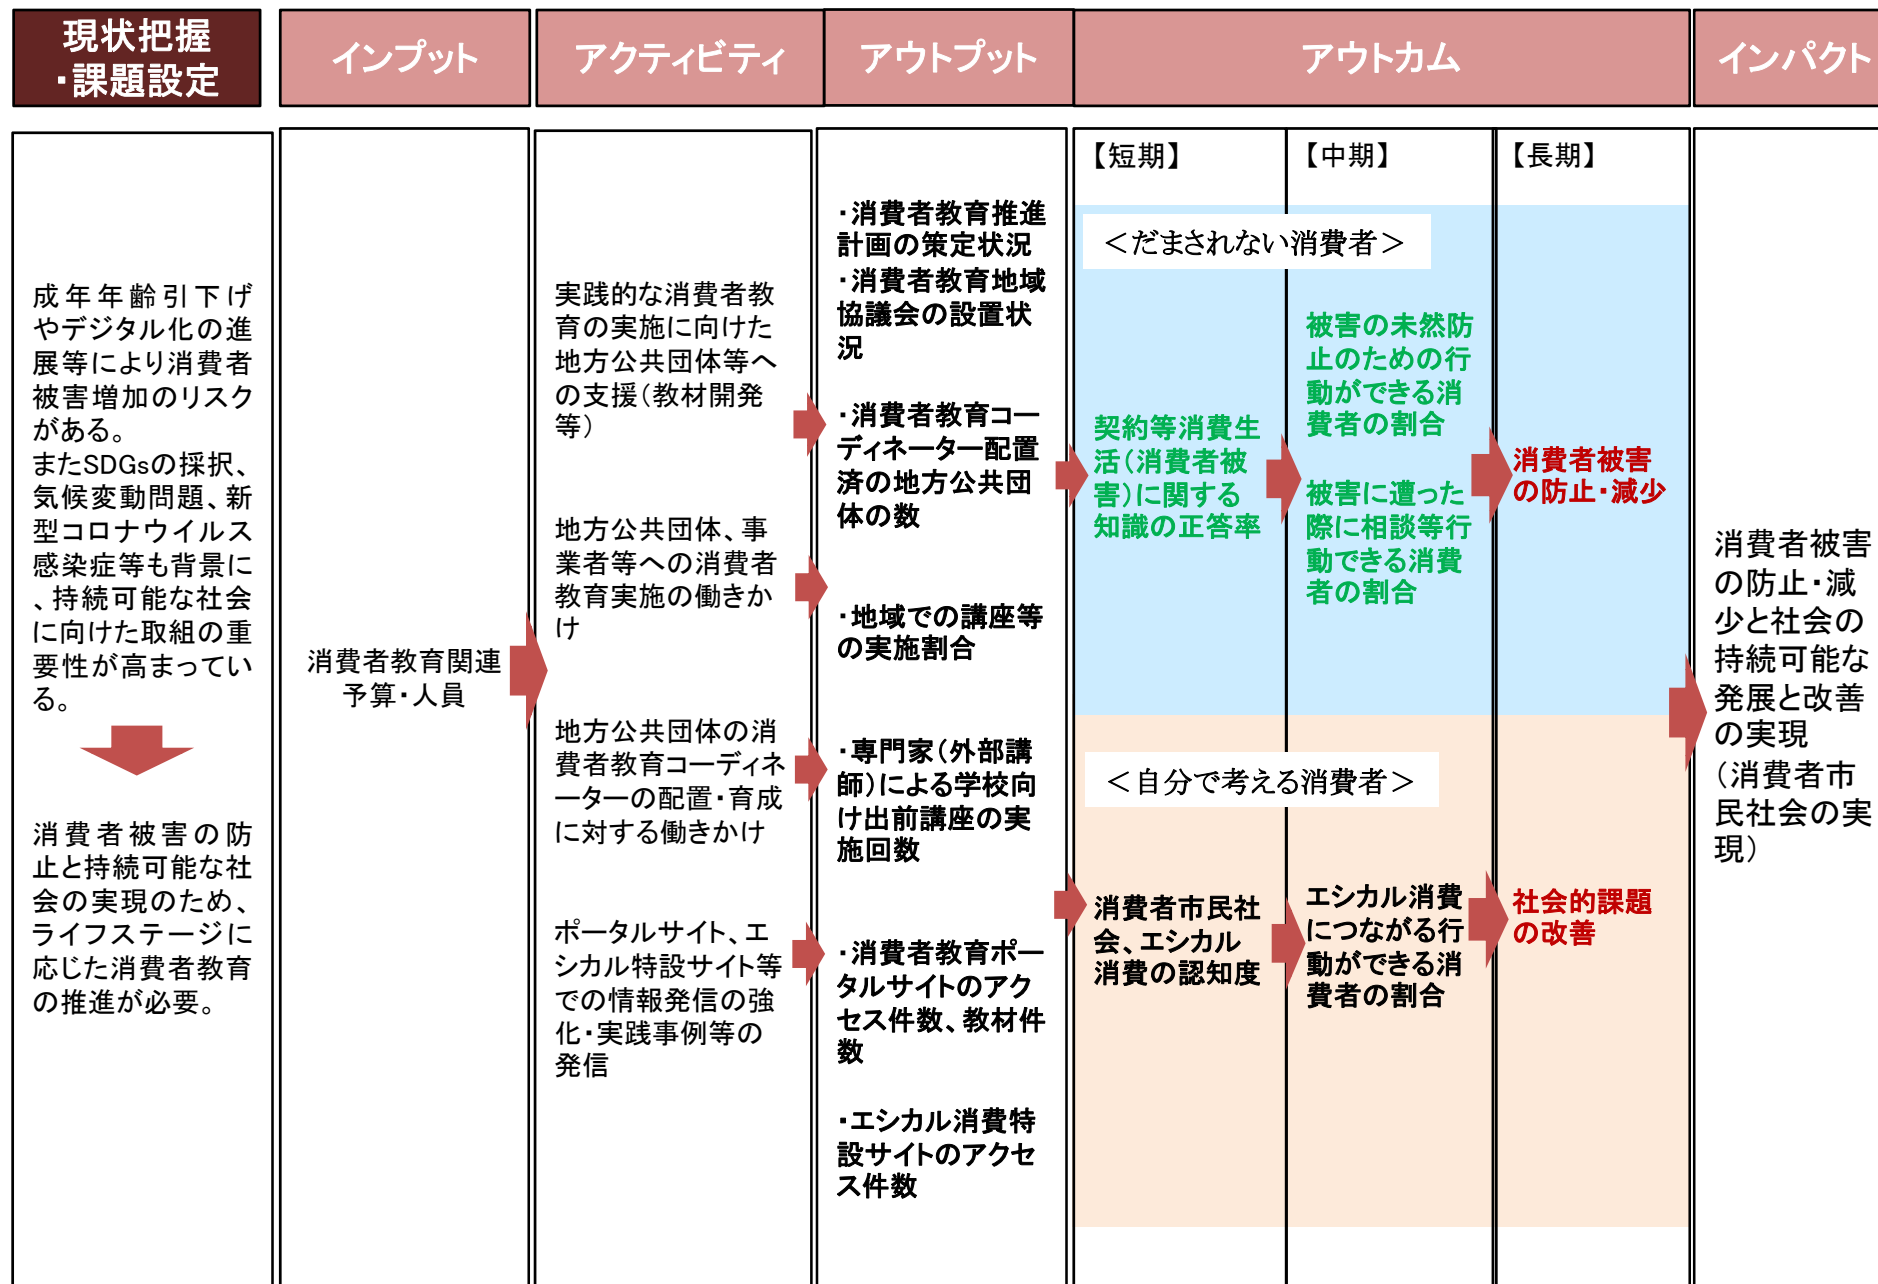 現状把握
・課題設定
インプット
アクティビティ
アウトプット
アウトカム
インパクト
成年年齢引下げ
やデジタル化の進
展等により消費者
被害増加のリスク
がある。
またSDGsの採択、
気候変動問題、新
型コロナウイルス
感染症等も背景に
、持続可能な社会
に向けた取組の重
要性が高まってい
る。
消費者被害の防
止と持続可能な社
会の実現のため、
ライフステージに
応じた消費者教育
の推進が必要。
消費者教育関連
予算・人員
実践的な消費者教
育の実施に向けた
地方公共団体等へ
の支援（教材開発
等）
地方公共団体、事
業者等への消費者
教育実施の働きか
け
地方公共団体の消
費者教育コーディネ
ーターの配置・育成
に対する働きかけ
ポータルサイト、エ
シカル特設サイト等
での情報発信の強
化・実践事例等の
発信
・消費者教育推進
計画の策定状況
・消費者教育地域
協議会の設置状
況
・消費者教育コー
ディネーター配置
済の地方公共団
体の数
・地域での講座等
の実施割合
・専門家（外部講
師）による学校向
け出前講座の実
施回数
・消費者教育ポー
タルサイトのアク
セス件数、教材件
数
・エシカル消費特
設サイトのアクセ
ス件数
【短期】
【中期】
【長期】
＜だまされない消費者＞
契約等消費生
活（消費者被
害）に関する
知識の正答率
被害の未然防
止のための行
動ができる消
費者の割合
被害に遭った
際に相談等行
動できる消費
者の割合
消費者被害
の防止・減少
＜自分で考える消費者＞
消費者市民社
会、エシカル
消費の認知度
エシカル消費
につながる行
動ができる消
費者の割合
社会的課題
の改善
消費者被害
の防止・減
少と社会の
持続可能な
発展と改善
の実現
（消費者市
民社会の実
現）